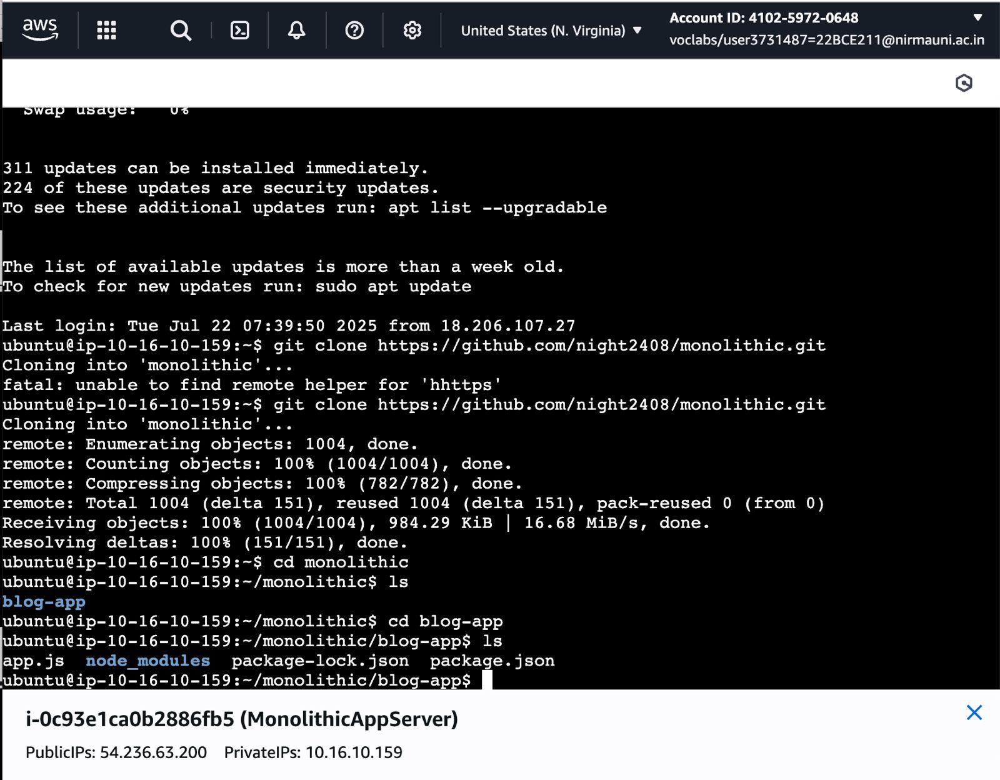 aws
United States (N. Virginia) ▼
Account ID: 4102-5972-0648
voclabs/user3731487=22BCE211@nirmauni.ac.in
Swap usage:   0%
311 updates can be installed immediately.
224 of these updates are security updates.
To see these additional updates run: apt list --upgradable
The list of available updates is more than a week old.
To check for new updates run: sudo apt update
Last login: Tue Jul 22 07:39:50 2025 from 18.206.107.27
ubuntu@ip-10-16-10-159:~$ git clone https://github.com/night2408/monolithic.git
Cloning into 'monolithic'...
fatal: unable to find remote helper for 'hhttps'
ubuntu@ip-10-16-10-159:~$ git clone https://github.com/night2408/monolithic.git
Cloning into 'monolithic'...
remote: Enumerating objects: 1004, done.
remote: Counting objects: 100% (1004/1004), done.
remote: Compressing objects: 100% (782/782), done.
remote: Total 1004 (delta 151), reused 1004 (delta 151), pack-reused 0 (from 0)
Receiving objects: 100% (1004/1004), 984.29 KiB | 16.68 MiB/s, done.
Resolving deltas: 100% (151/151), done.
ubuntu@ip-10-16-10-159:~$ cd monolithic
ubuntu@ip-10-16-10-159:~/monolithic$ ls
blog-app
ubuntu@ip-10-16-10-159:~/monolithic$ cd blog-app
ubuntu@ip-10-16-10-159:~/monolithic/blog-app$ ls
app.js  node_modules  package-lock.json  package.json
ubuntu@ip-10-16-10-159:~/monolithic/blog-app$
i-0c93e1ca0b2886fb5 (MonolithicAppServer)
PublicIPs: 54.236.63.200    PrivateIPs: 10.16.10.159